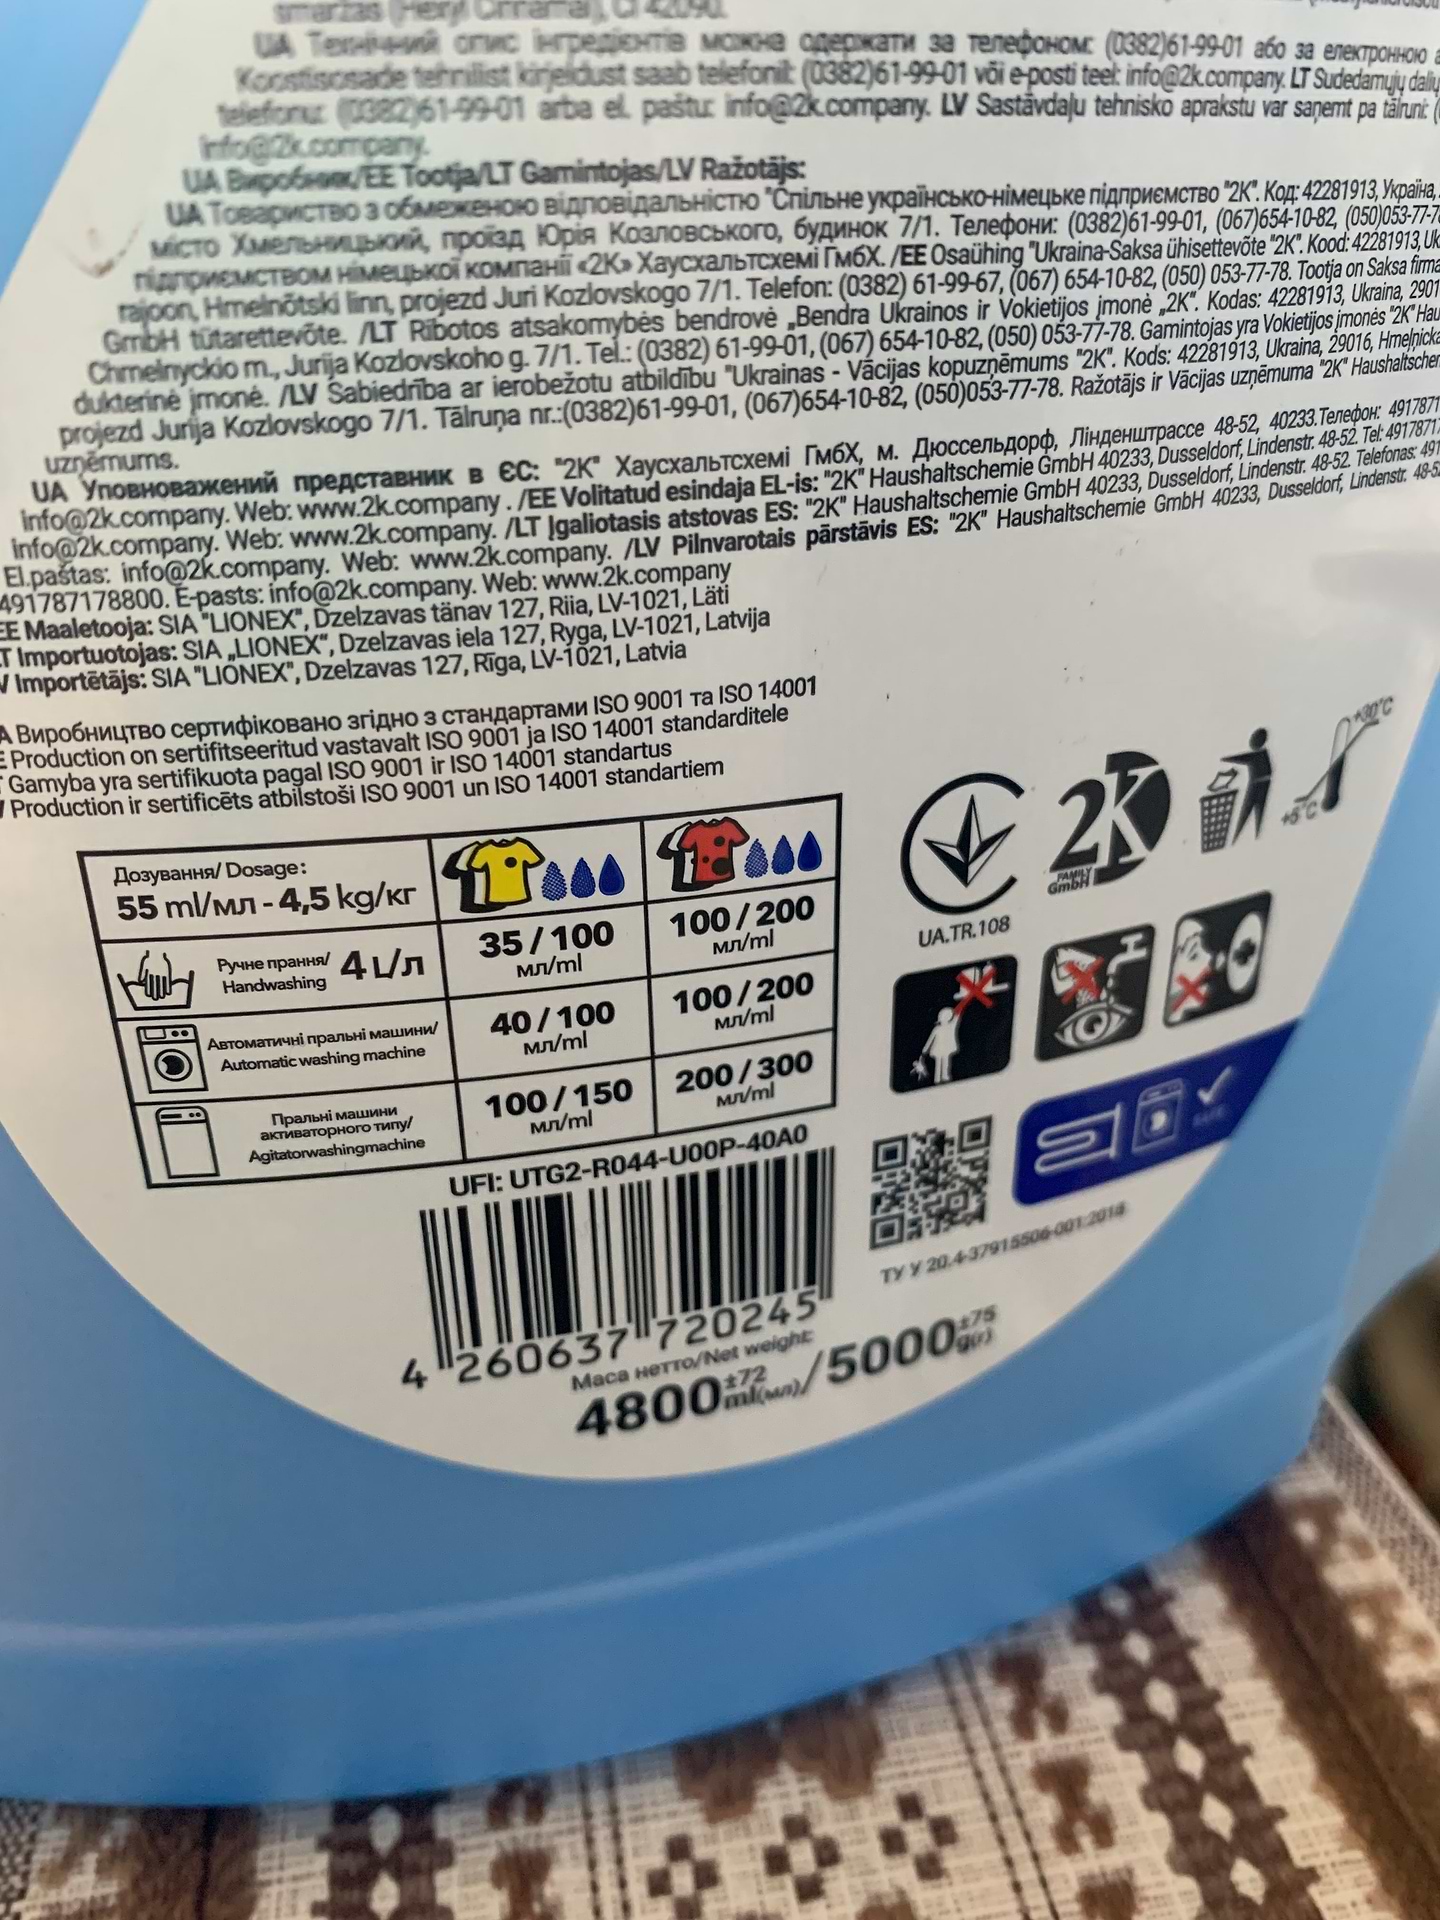 smaržas (Hexyl Cinnamal), CI 42090.
UA Технічний опис інгредієнтів можна одержати за телефоном: (0382)61-99-01 або за електронною
Koostisosade tehnilist kirjeldust saab telefonil: (0382)61-99-01 või e-posti teel: info@2k.company. LT Sudedamųjų dalių
telefonu: (0382)61-99-01 arba el. paštu: info@2k.company. LV Sastāvdaļu tehnisko aprakstu var saņemt pa tālruni:
info@2k.company.
UA Виробник/EE Tootja/LT Gamintojas/LV Ražotājs:
UA Товариство з обмеженою відповідальністю "Спільне українсько-німецьке підприємство "2К". Код: 42281913, Україна,
місто Хмельницький, проїзд Юрія Козловського, будинок 7/1. Телефони: (0382)61-99-01, (067)654-10-82, (050)053-77-7
підприємством німецької компанії «2К» Хаусхальтсхемі ГмбХ. /EE Osaühing "Ukraina-Saksa ühisettevõte "2K". Kood: 42281913, Uk
rajoon, Hmelnõtski linn, projezd Juri Kozlovskogo 7/1. Telefon: (0382) 61-99-67, (067) 654-10-82, (050) 053-77-78. Tootja on Saksa firma
GmbH tütarettevõte. /LT Ribotos atsakomybės bendrovė „Bendra Ukrainos ir Vokietijos įmonė „2K". Kodas: 42281913, Ukraina, 2901
Chmelnyckio m., Jurija Kozlovskoho g. 7/1. Tel.: (0382) 61-99-01, (067) 654-10-82, (050) 053-77-78. Gamintojas yra Vokietijos įmonės "2K" Hau
dukterinė įmonė. /LV Sabiedrība ar ierobežotu atbildību "Ukrainas - Vācijas kopuzņēmums "2K". Kods: 42281913, Ukraina, 29016, Hmeļnicka
projezd Jurija Kozlovskogo 7/1. Tālruņa nr.:(0382)61-99-01, (067)654-10-82, (050)053-77-78. Ražotājs ir Vācijas uzņēmuma "2K" Haushaltschem
uzņēmums.
UA Уповноважений представник в ЄС: "2К" Хаусхальтсхемі ГмбХ, м. Дюссельдорф, Лінденштрассе 48-52, 40233.Телефон: 4917871
info@2k.company. Web: www.2k.company . /EE Volitatud esindaja EL-is: "2K" Haushaltschemie GmbH 40233, Dusseldorf, Lindenstr. 48-52. Tel: 4917871
info@2k.company. Web: www.2k.company. /LT Įgaliotasis atstovas ES: "2K" Haushaltschemie GmbH 40233, Dusseldorf, Lindenstr. 48-52. Telefonas: 491
El.paštas: info@2k.company. Web: www.2k.company. /LV Pilnvarotais pārstāvis ES: "2K" Haushaltschemie GmbH 40233, Dusseldorf, Lindenstr. 48-5
491787178800. E-pasts: info@2k.company. Web: www.2k.company
EE Maaletooja: SIA "LIONEX", Dzelzavas tänav 127, Riia, LV-1021, Läti
LT Importuotojas: SIA „LIONEX", Dzelzavas iela 127, Ryga, LV-1021, Latvija
V Importētājs: SIA "LIONEX", Dzelzavas 127, Rīga, LV-1021, Latvia
A Виробництво сертифіковано згідно з стандартами ISO 9001 та ISO 14001
E Production on sertifitseeritud vastavalt ISO 9001 ja ISO 14001 standarditele
Gamyba yra sertifikuota pagal ISO 9001 ir ISO 14001 standartus
V Production ir sertificēts atbilstoši ISO 9001 un ISO 14001 standartiem
+30°C
+5°C
2K
FAMILY
GmbH
UA.TR.108
Дозування/ Dosage:
55 ml/мл - 4,5 kg/кг
Ручне прання/
Handwashing
4 L/л
35 / 100
мл/ml
100 / 200
мл/ml
Автоматичні пральні машини/
Automatic washing machine
40 / 100
мл/ml
100 / 200
мл/ml
Пральні машини
активаторного типу/
Agitatorwashingmachine
100 / 150
мл/ml
200 / 300
мл/ml
UFI: UTG2-R044-U00P-40A0
4 260637 720245
Маса нетто/Net weight:
4800±72 ml(мл)/5000±75 g(г)
ТУ У 20.4-37915506-001:2018